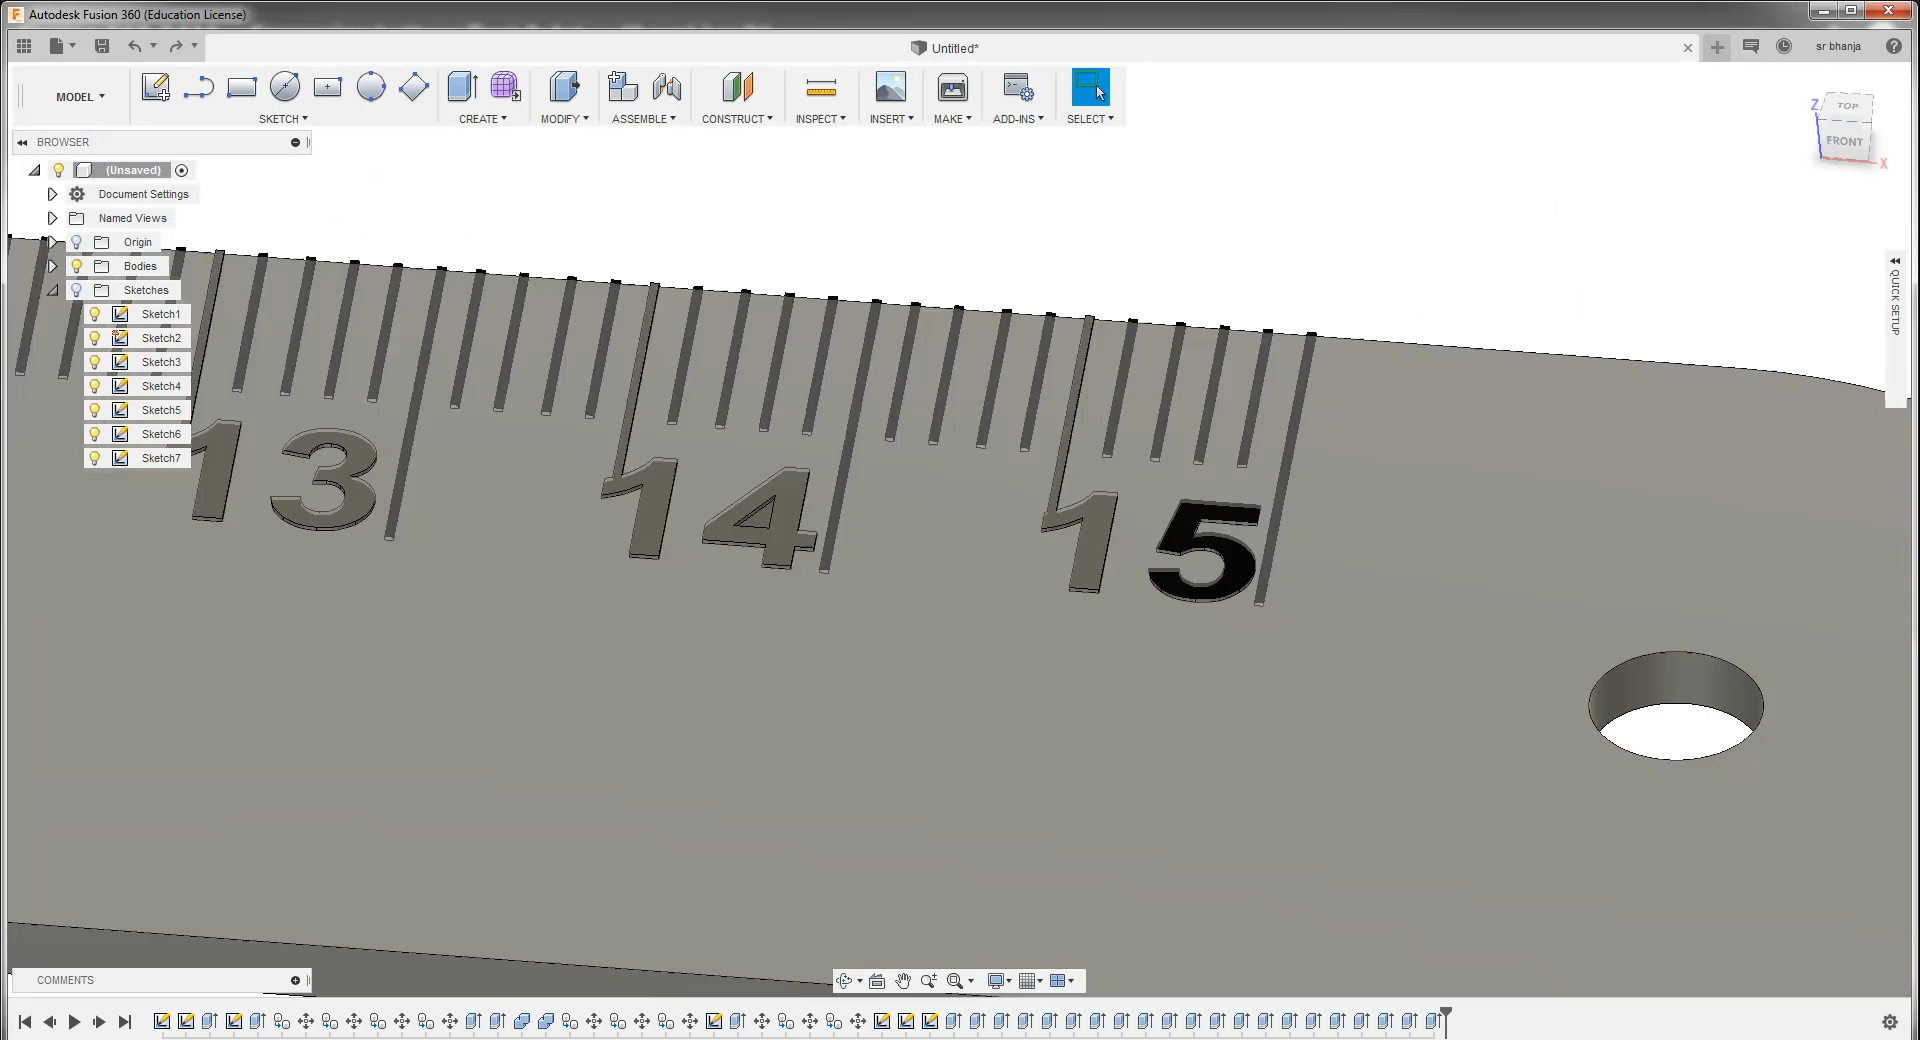 Autodesk Fusion 360 (Education License)
Untitled*
sr bhanja
MODEL
SKETCH
CREATE
MODIFY
ASSEMBLE
CONSTRUCT
INSPECT
INSERT
MAKE
ADD-INS
SELECT
TOP
FRONT
Z
X
BROWSER
(Unsaved)
Document Settings
Named Views
Origin
Bodies
Sketches
Sketch1
Sketch2
Sketch3
Sketch4
Sketch5
Sketch6
Sketch7
QUICK SETUP
13
14
15
COMMENTS